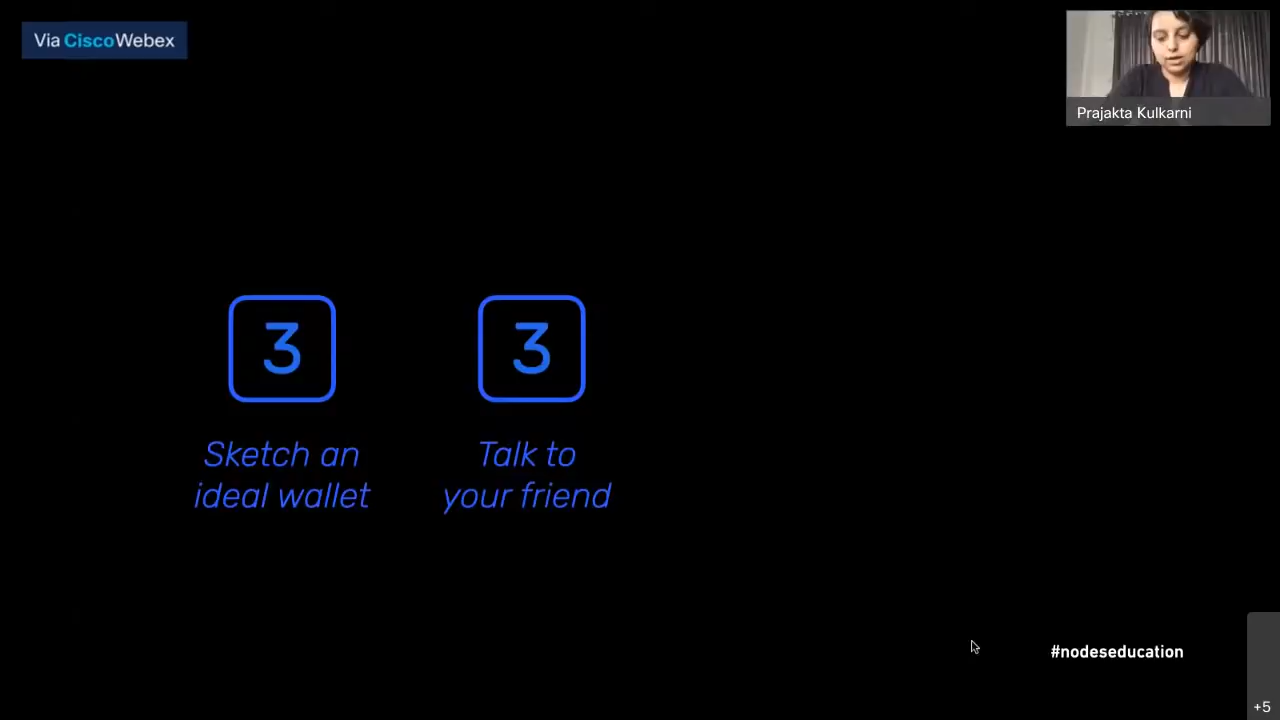 Via CiscoWebex
Prajakta Kulkarni
3
3
Sketch an
ideal wallet
Talk to
your friend
#nodeseducation
+5